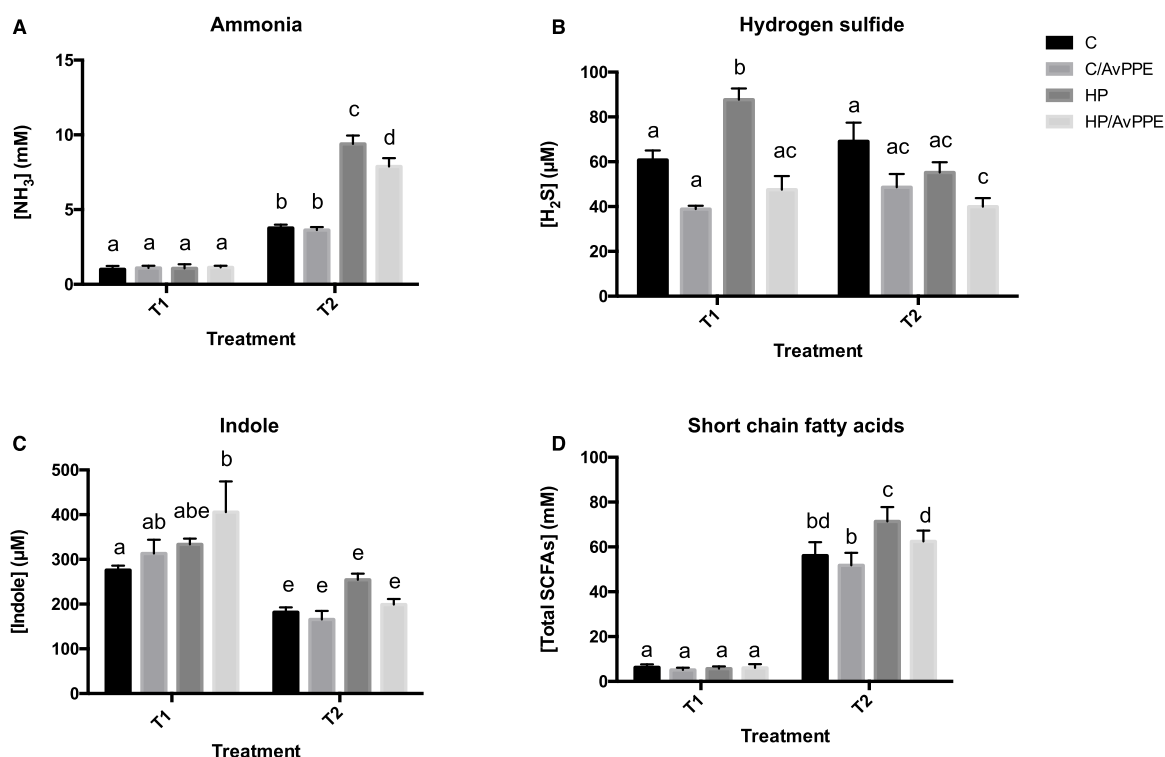 A
Ammonia
15
10
5
0
[NH3] (mM)
a a a a
b b c d
T1 T2
Treatment
B
Hydrogen sulfide
100
80
60
40
20
0
[H2S] (µM)
a a b ac
a ac ac c
T1 T2
Treatment
C
C/AvPPE
HP
HP/AvPPE
C
Indole
500
400
300
200
100
0
[Indole] (µM)
a ab abe b
e e e e
T1 T2
Treatment
D
Short chain fatty acids
100
80
60
40
20
0
[Total SCFAs] (mM)
a a a a
bd b c d
T1 T2
Treatment